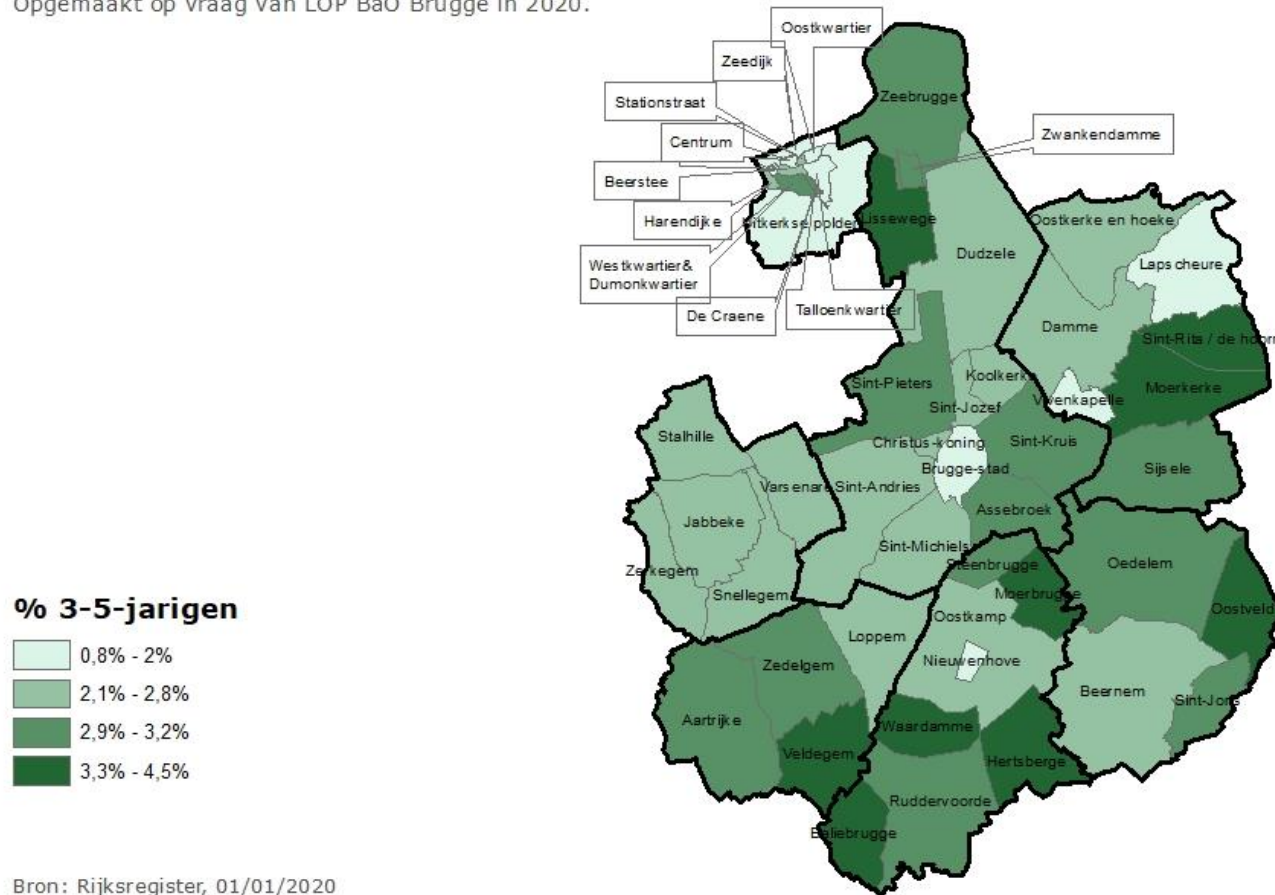 Opgemaakt op vraag van LOP BaO Brugge in 2020.
Oostkwartier
Zeedijk
Stationstraat
Centrum
Beerstee
Harendijke
Westkwartier&
Dumonkwartier
De Craene
Talloenkwartier
Zwankendamme
Zeebrugge
Lissewege
Uitkerkse polder
Dudzele
Oostkerke en hoeke
Lapscheure
Damme
Sint-Rita / de hoorn
Moerkerke
Vivenkapelle
Sijsele
Sint-Pieters
Koolkerke
Sint-Jozef
Christus-koning
Sint-Kruis
Brugge-stad
Sint-Andries
Assebroek
Sint-Michiels
Stalhille
Varsenare
Jabbeke
Zerkegem
Snellegem
Steenbrugge
Moerbrugge
Oostkamp
Nieuwenhove
Oedelem
Oostveld
Beernem
Sint-Joris
Loppem
Zedelgem
Aartrijke
Veldegem
Waardamme
Hertsberge
Ruddervoorde
Baliebrugge
% 3-5-jarigen
0,8% - 2%
2,1% - 2,8%
2,9% - 3,2%
3,3% - 4,5%
Bron: Rijksregister, 01/01/2020